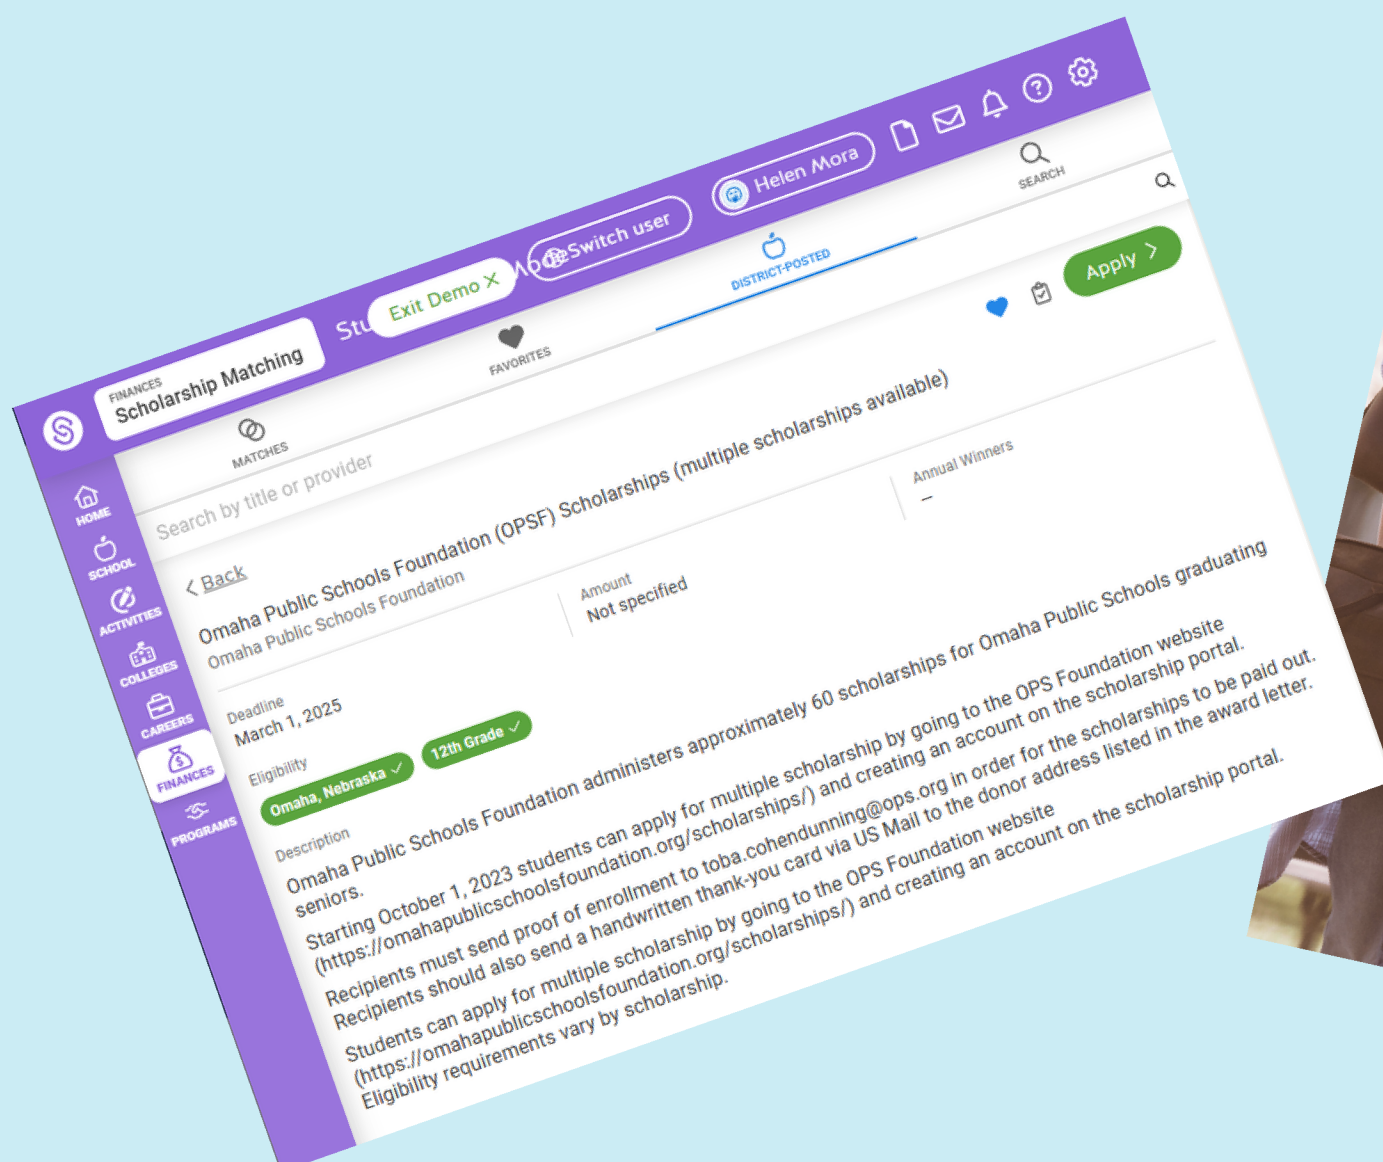 FINANCES
Scholarship Matching
Exit Demo
Switch user
Helen Mora
MATCHES
FAVORITES
DISTRICT-POSTED
SEARCH
Search by title or provider
HOME
SCHOOL
ACTIVITIES
COLLEGES
CAREERS
FINANCES
PROGRAMS
Back
Apply
Omaha Public Schools Foundation (OPSF) Scholarships (multiple scholarships available)
Omaha Public Schools Foundation
Deadline
March 1, 2025
Amount
Not specified
Annual Winners
–
Eligibility
Omaha, Nebraska
12th Grade
Description
Omaha Public Schools Foundation administers approximately 60 scholarships for Omaha Public Schools graduating
seniors.
Starting October 1, 2023 students can apply for multiple scholarship by going to the OPS Foundation website
(https://omahapublicschoolsfoundation.org/scholarships/) and creating an account on the scholarship portal.
Recipients must send proof of enrollment to toba.cohendunning@ops.org in order for the scholarships to be paid out.
Recipients should also send a handwritten thank-you card via US Mail to the donor address listed in the award letter.
Students can apply for multiple scholarship by going to the OPS Foundation website
(https://omahapublicschoolsfoundation.org/scholarships/) and creating an account on the scholarship portal.
Eligibility requirements vary by scholarship.